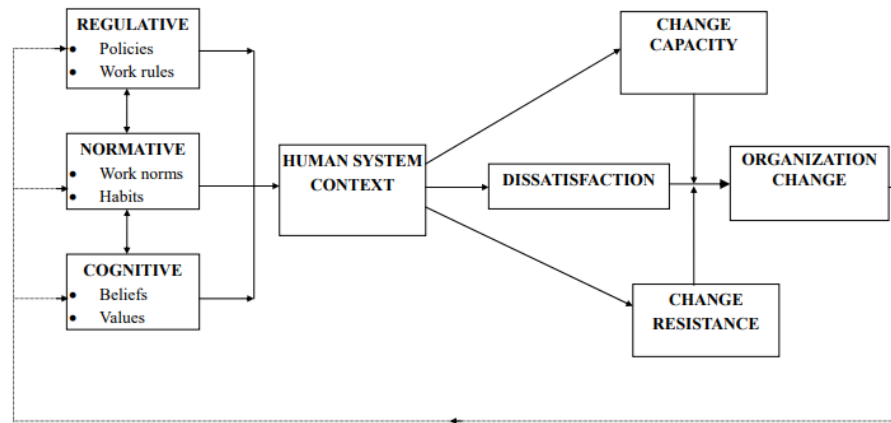 REGULATIVE
• Policies
• Work rules
NORMATIVE
• Work norms
• Habits
COGNITIVE
• Beliefs
• Values
HUMAN SYSTEM
CONTEXT
CHANGE
CAPACITY
DISSATISFACTION
CHANGE
RESISTANCE
ORGANIZATION
CHANGE